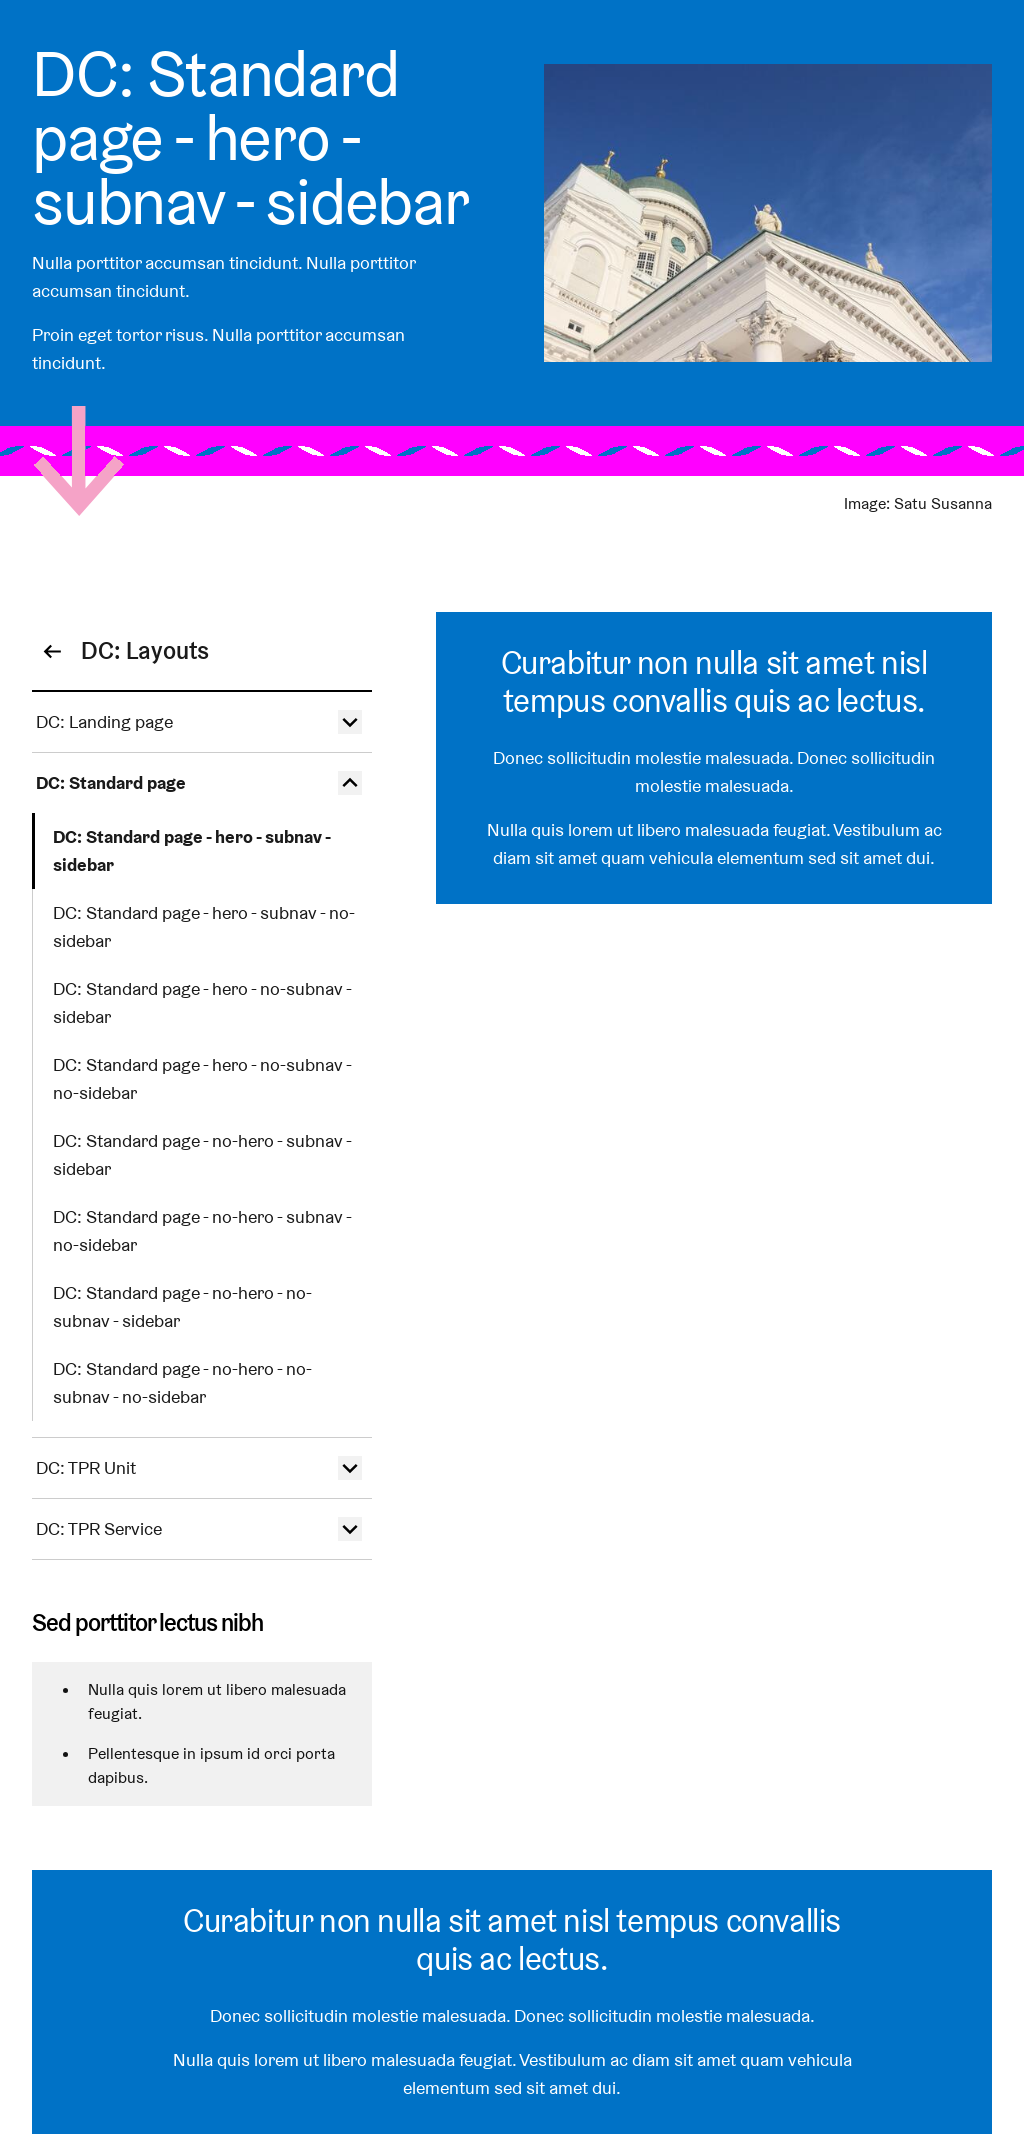 DC: Standard
page - hero -
subnav - sidebar
Nulla porttitor accumsan tincidunt. Nulla porttitor
accumsan tincidunt.
Proin eget tortor risus. Nulla porttitor accumsan
tincidunt.
Image: Satu Susanna
DC: Layouts
DC: Landing page
DC: Standard page
DC: Standard page - hero - subnav -
sidebar
DC: Standard page - hero - subnav - no-
sidebar
DC: Standard page - hero - no-subnav -
sidebar
DC: Standard page - hero - no-subnav -
no-sidebar
DC: Standard page - no-hero - subnav -
sidebar
DC: Standard page - no-hero - subnav -
no-sidebar
DC: Standard page - no-hero - no-
subnav - sidebar
DC: Standard page - no-hero - no-
subnav - no-sidebar
DC: TPR Unit
DC: TPR Service
Sed porttitor lectus nibh
Nulla quis lorem ut libero malesuada
feugiat.
Pellentesque in ipsum id orci porta
dapibus.
Curabitur non nulla sit amet nisl
tempus convallis quis ac lectus.
Donec sollicitudin molestie malesuada. Donec sollicitudin
molestie malesuada.
Nulla quis lorem ut libero malesuada feugiat. Vestibulum ac
diam sit amet quam vehicula elementum sed sit amet dui.
Curabitur non nulla sit amet nisl tempus convallis
quis ac lectus.
Donec sollicitudin molestie malesuada. Donec sollicitudin molestie malesuada.
Nulla quis lorem ut libero malesuada feugiat. Vestibulum ac diam sit amet quam vehicula
elementum sed sit amet dui.